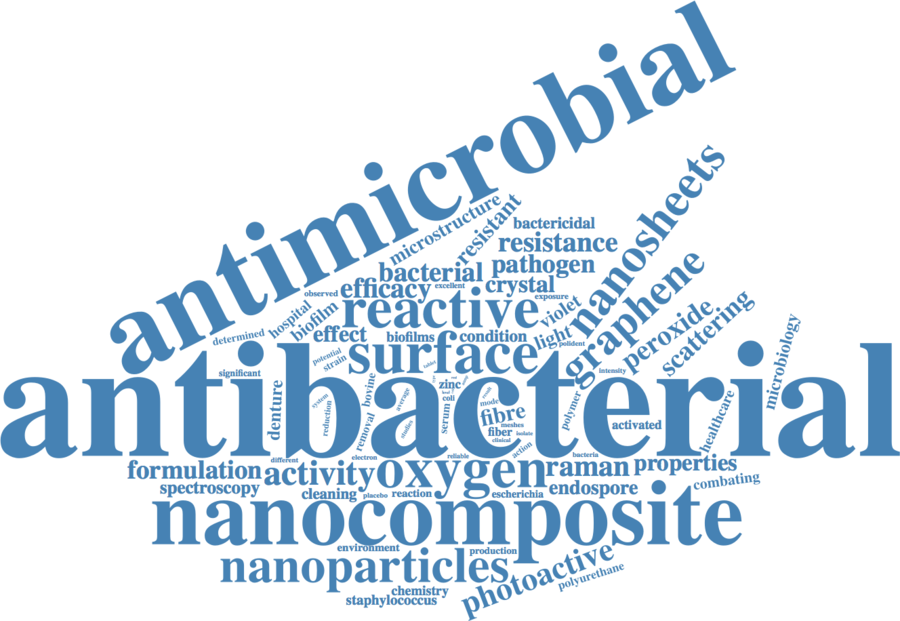 antimicrobial
nanosheets
microstructure
resistant
bactericidal
resistance
graphene
bacterial
pathogen
efficacy
excellent
crystal
observed
exposure
hospital
biofilm
reactive
violet
peroxide
scattering
determined
effect
biofilms
condition
light
polident
microbiology
potential
strain
surface
antibacterial
significant
intensity
zinc
coli
denture
bovine
system
reduction
average
removal
studies
serum
mode
fibre
meshes
fiber
isolate
clinical
action
polymer
activated
healthcare
different
electron
reliable
bacteria
formulation
activity
oxygen
raman
properties
spectroscopy
cleaning
placebo
reaction
escherichia
endospore
combating
nanocomposite
environment
production
nanoparticles
photoactive
polyurethane
chemistry
staphylococcus